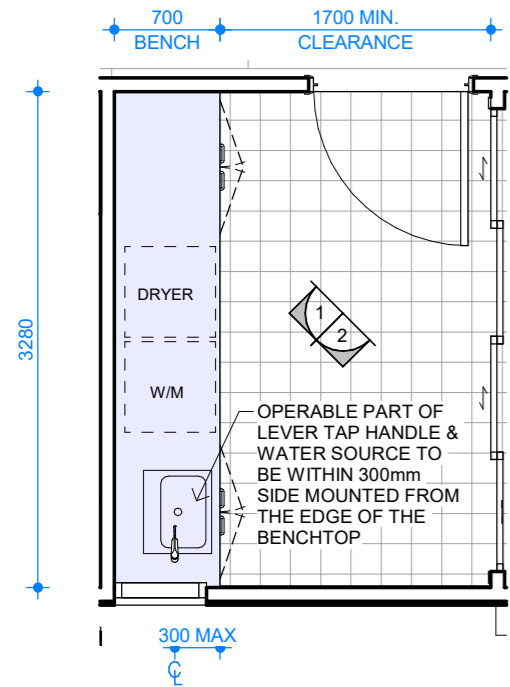 700
BENCH
1700 MIN.
CLEARANCE
3280
DRYER
1
2
W/M
OPERABLE PART OF
LEVER TAP HANDLE &
WATER SOURCE TO
BE WITHIN 300mm
SIDE MOUNTED FROM
THE EDGE OF THE
BENCHTOP
300 MAX
℄